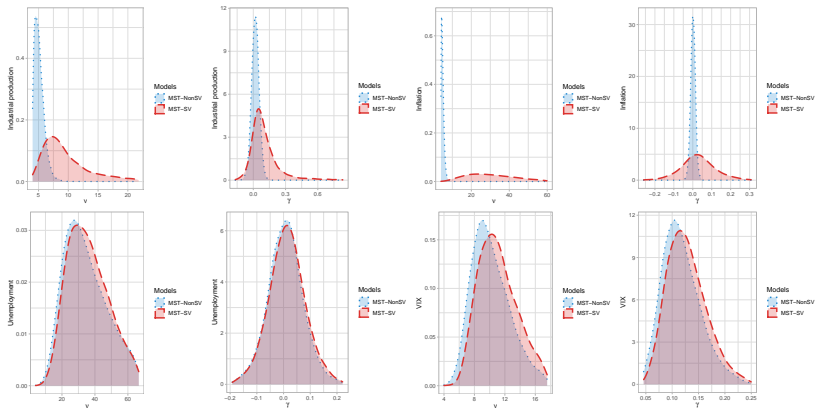 Industrial production
0.4
0.2
0.0
5
10
15
20
ν
Models
MST−NonSV
MST−SV
Industrial production
12
9
6
3
0
0.0
0.3
0.6
γ
Models
MST−NonSV
MST−SV
Inflation
0.6
0.4
0.2
0.0
20
40
60
ν
Models
MST−NonSV
MST−SV
Inflation
30
20
10
0
−0.2
−0.1
0.0
0.1
0.2
0.3
γ
Models
MST−NonSV
MST−SV
Unemployment
0.03
0.02
0.01
0.00
20
40
60
ν
Models
MST−NonSV
MST−SV
Unemployment
6
4
2
0
−0.2
−0.1
0.0
0.1
0.2
γ
Models
MST−NonSV
MST−SV
VIX
0.15
0.10
0.05
0.00
4
8
12
16
ν
Models
MST−NonSV
MST−SV
VIX
12
9
6
3
0
0.05
0.10
0.15
0.20
0.25
γ
Models
MST−NonSV
MST−SV